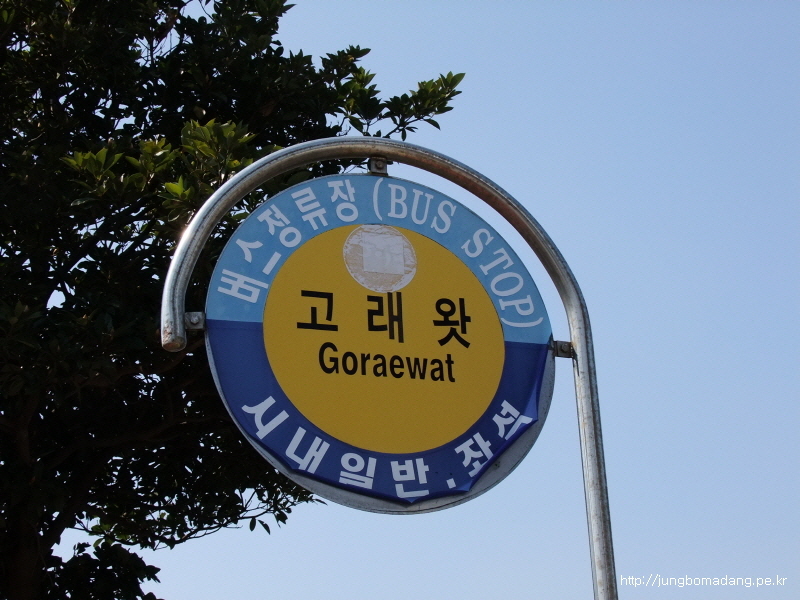 버스정류장 (BUS STOP)
고래왓
Goraewat
시내일반.좌석
http://jungbomadang.pe.kr